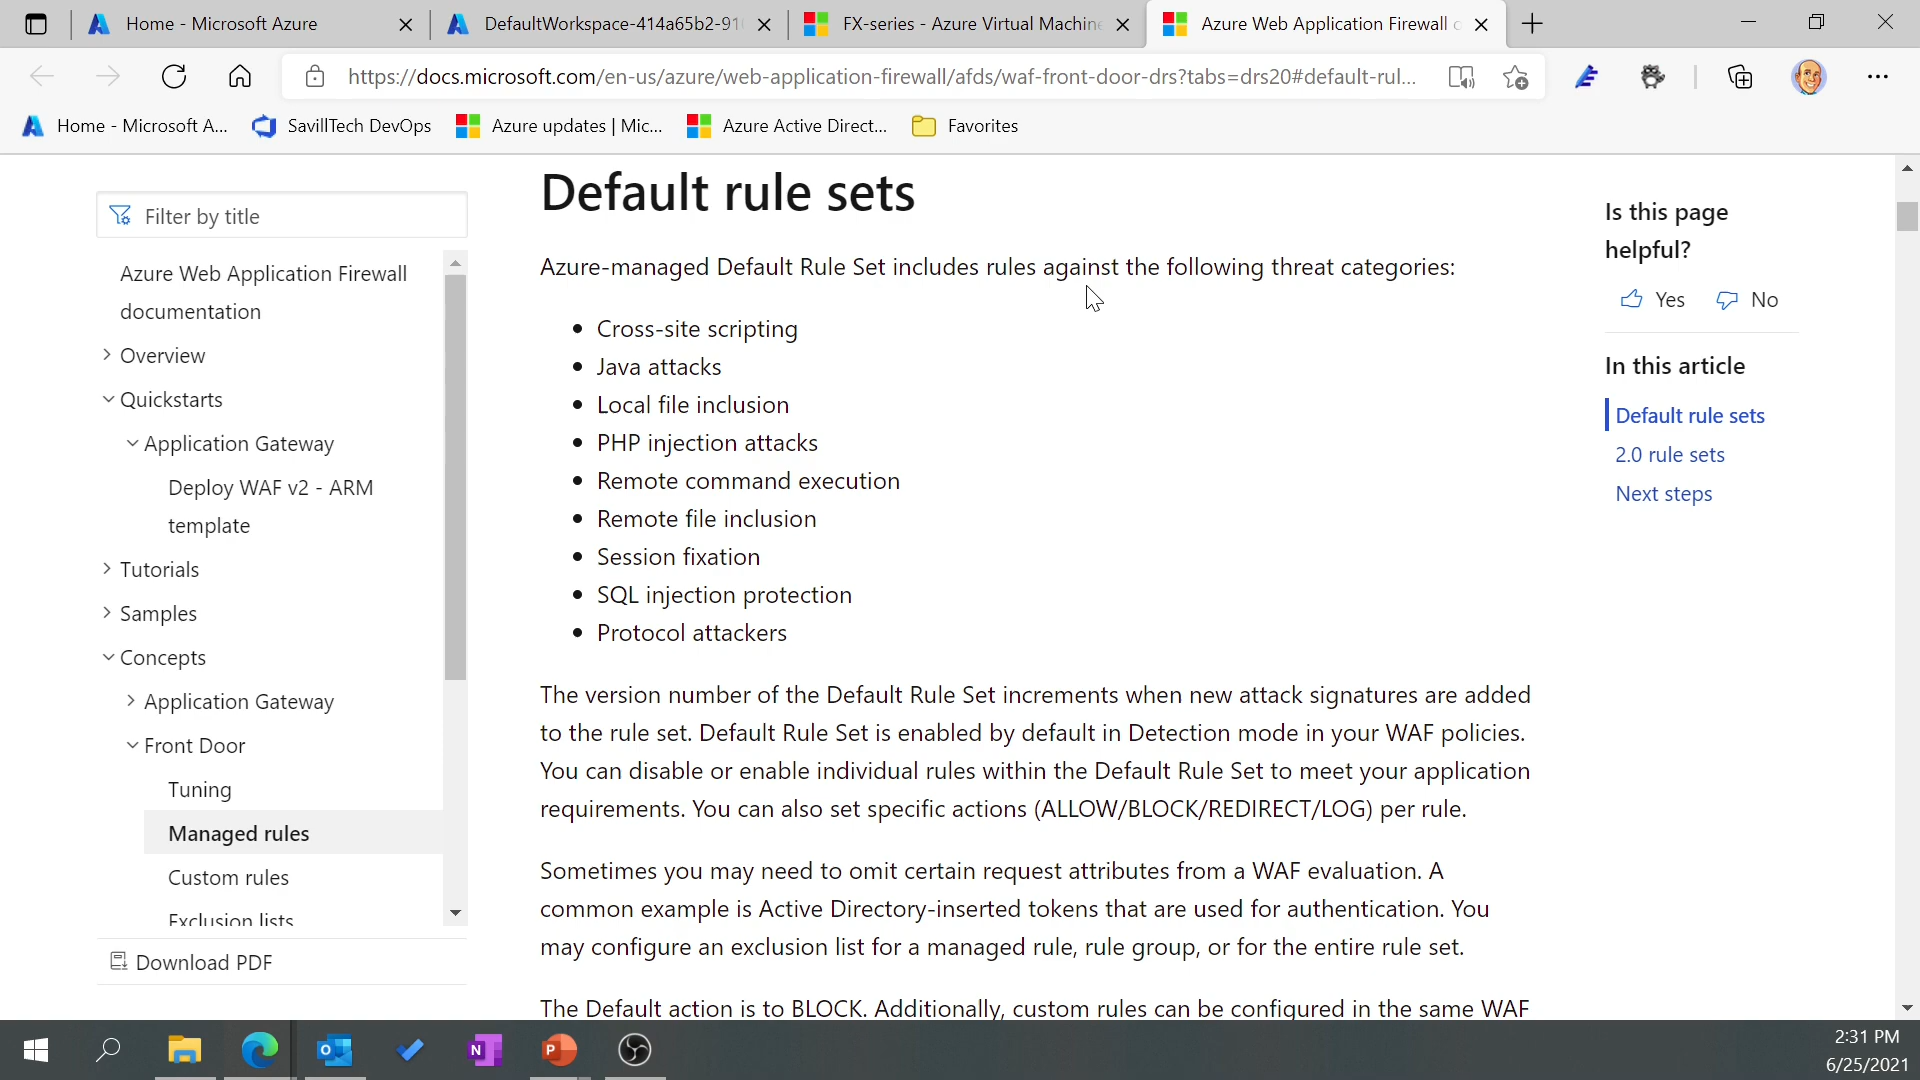 Home - Microsoft Azure
DefaultWorkspace-414a65b2-91
FX-series - Azure Virtual Machine
Azure Web Application Firewall
https://docs.microsoft.com/en-us/azure/web-application-firewall/afds/waf-front-door-drs?tabs=drs20#default-rul...
Home - Microsoft A...
SavillTech DevOps
Azure updates | Mic...
Azure Active Direct...
Favorites
Filter by title
Azure Web Application Firewall
documentation
Overview
Quickstarts
Application Gateway
Deploy WAF v2 - ARM
template
Tutorials
Samples
Concepts
Application Gateway
Front Door
Tuning
Managed rules
Custom rules
Exclusion lists
Download PDF
Default rule sets
Azure-managed Default Rule Set includes rules against the following threat categories:
• Cross-site scripting
• Java attacks
• Local file inclusion
• PHP injection attacks
• Remote command execution
• Remote file inclusion
• Session fixation
• SQL injection protection
• Protocol attackers
The version number of the Default Rule Set increments when new attack signatures are added
to the rule set. Default Rule Set is enabled by default in Detection mode in your WAF policies.
You can disable or enable individual rules within the Default Rule Set to meet your application
requirements. You can also set specific actions (ALLOW/BLOCK/REDIRECT/LOG) per rule.
Sometimes you may need to omit certain request attributes from a WAF evaluation. A
common example is Active Directory-inserted tokens that are used for authentication. You
may configure an exclusion list for a managed rule, rule group, or for the entire rule set.
The Default action is to BLOCK. Additionally, custom rules can be configured in the same WAF
Is this page
helpful?
Yes
No
In this article
Default rule sets
2.0 rule sets
Next steps
2:31 PM
6/25/2021